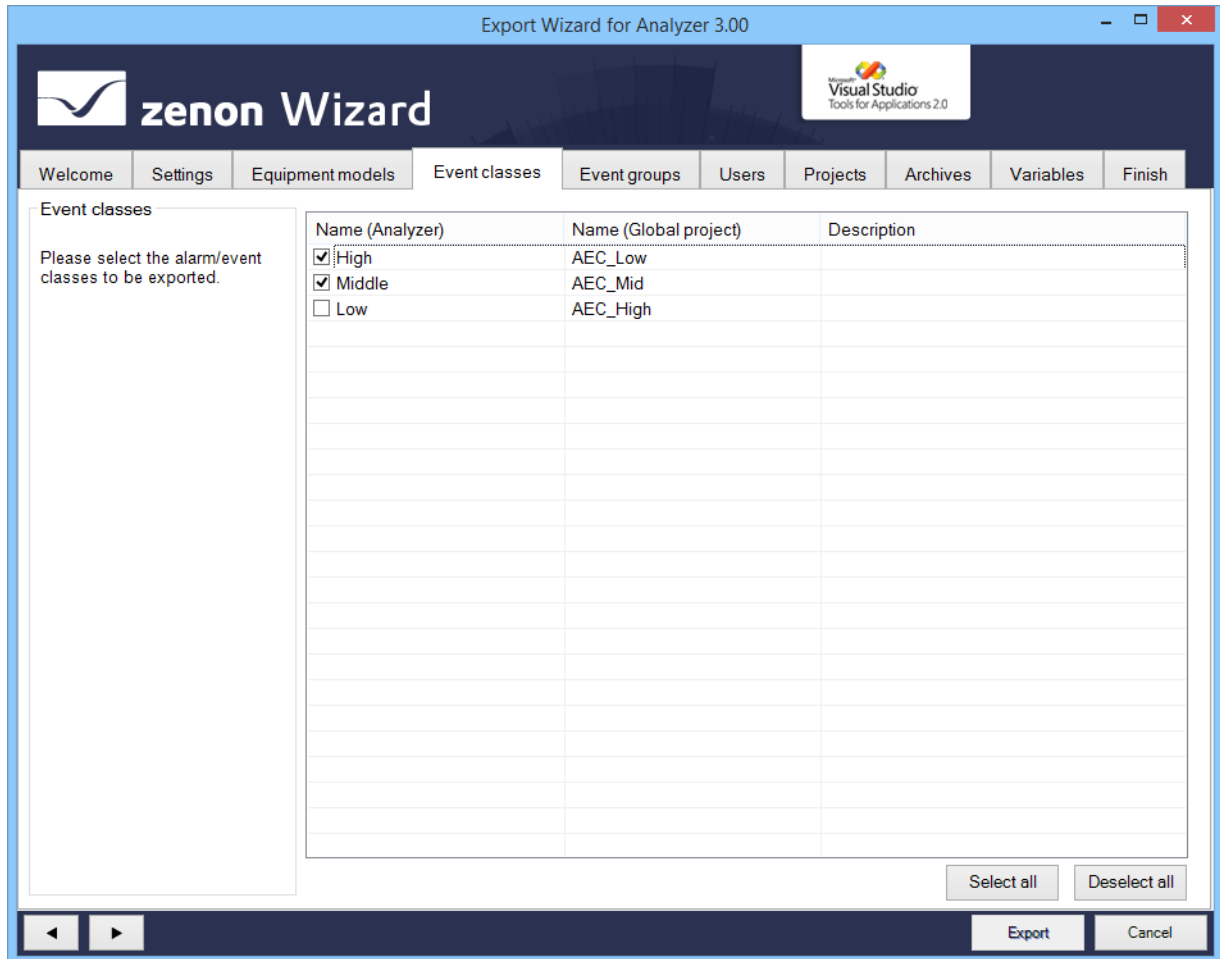 Export Wizard for Analyzer 3.00
zenon Wizard
Microsoft
Visual Studio
Tools for Applications 2.0
Welcome Settings Equipment models Event classes Event groups Users Projects Archives Variables Finish
Event classes
Please select the alarm/event
classes to be exported.
Name (Analyzer) Name (Global project) Description
High AEC_Low
Middle AEC_Mid
Low AEC_High
Select all Deselect all
Export Cancel